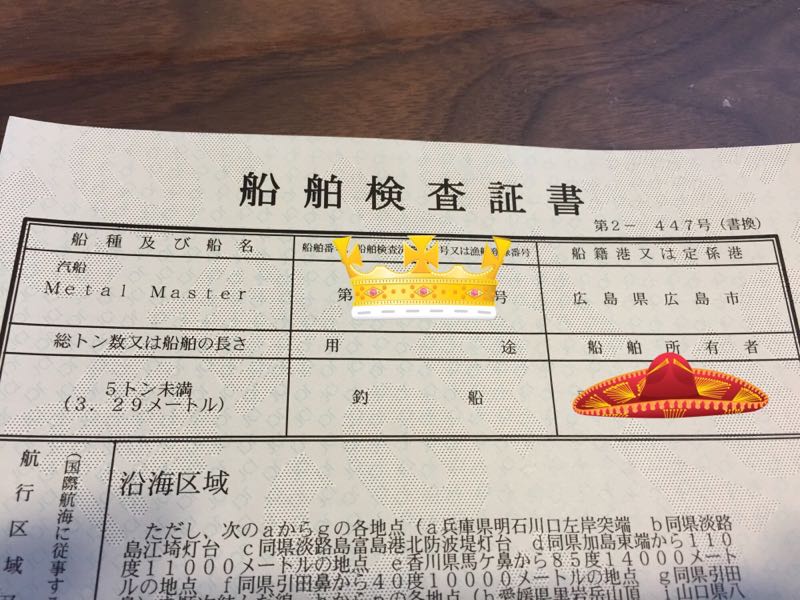 船舶検査証書
第2- 447号(書換)
船種及び船名
船舶番
船舶検査済
号又は漁船登録番号
船籍港又は定係港
汽船
Metal Master
第
号
広島県広島市
総トン数又は船舶の長さ
用途
船舶所有者
5トン未満
(3.29メートル)
釣船
航行区域
(国際航海に従事する
沿海区域
ただし、次のaからgの各地点(a兵庫県明石川口左岸突端 b同県淡路
島江埼灯台 c同県淡路島富島港北防波堤灯台 d同県加島東端から110
度11000メートルの地点 e香川県馬ケ鼻から85度14000メート
ルの地点 f同県引田鼻から40度10000メートルの地点 g同県引田